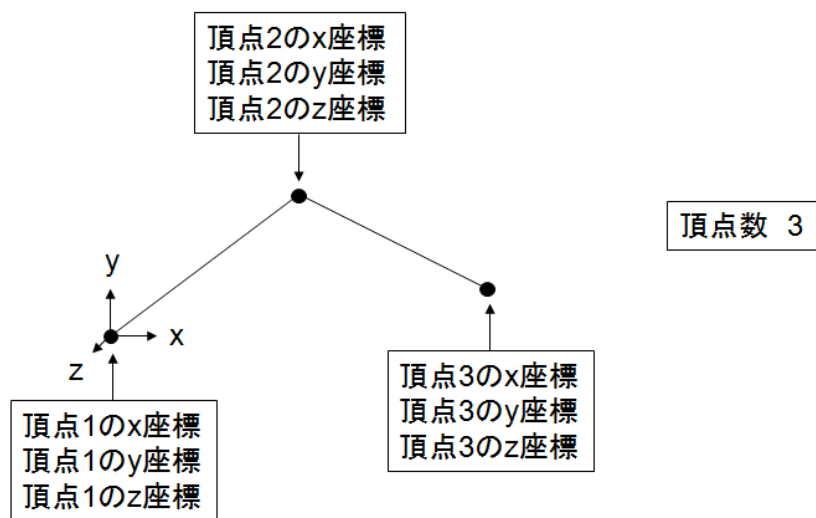 頂点2のx座標
頂点2のy座標
頂点2のz座標
頂点数 3
y
x
z
頂点3のx座標
頂点3のy座標
頂点3のz座標
頂点1のx座標
頂点1のy座標
頂点1のz座標